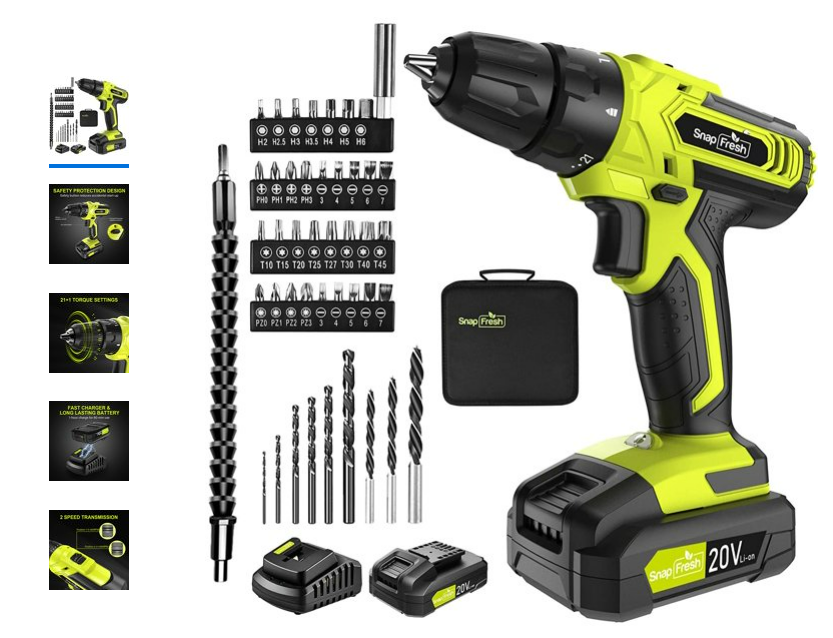 SAFETY PROTECTION DESIGN
21+1 TORQUE SETTINGS
FAST CHARGER &
LONG LASTING BATTERY
2 SPEED TRANSMISSION
H2 H2.5 H3 H3.5 H4 H5 H6
PH0 PH1 PH2 PH3 3 4 5 6 7
T10 T15 T20 T25 T27 T30 T40 T45
PZ0 PZ1 PZ2 PZ3 3 4 5 6 7
Snap Fresh
1
21
Snap Fresh
20V
Snap Fresh 20V Li-on